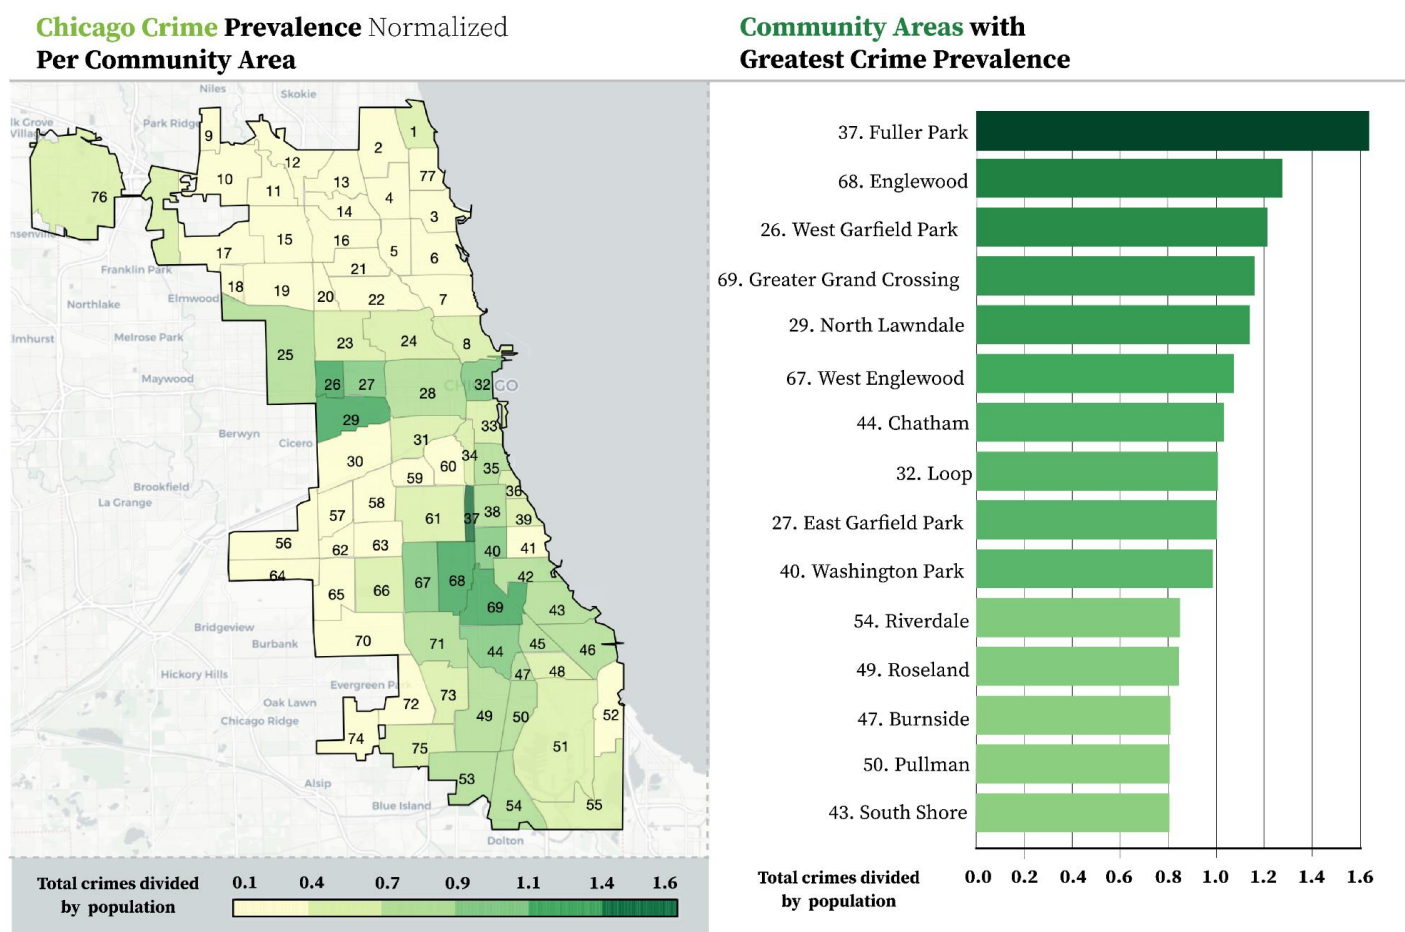 Chicago Crime Prevalence Normalized
Per Community Area
Niles
Skokie
lk Grove
Villag
Park Ridge
9
1
2
12
10
11
13
77
76
4
14
3
nsenville
15
16
5
17
6
21
Franklin Park
18
19
20
22
7
Elmwood P
Northlake
lmhurst
Melrose Park
23
24
8
25
Maywood
26
27
28
CHICAGO
32
29
33
Berwyn
Cicero
31
34
30
60
35
59
Brookfield
La Grange
58
36
57
61
37
38
39
56
62
63
40
41
64
65
66
67
68
42
69
43
Bridgeview
Burbank
70
71
44
45
46
Hickory Hills
47
48
Evergreen Pa
73
72
Oak Lawn
Chicago Ridge
49
50
52
74
75
51
Alsip
53
Blue Island
54
55
Dolton
Total crimes divided
by population
0.1 0.4 0.7 0.9 1.1 1.4 1.6
Community Areas with
Greatest Crime Prevalence
37. Fuller Park
68. Englewood
26. West Garfield Park
69. Greater Grand Crossing
29. North Lawndale
67. West Englewood
44. Chatham
32. Loop
27. East Garfield Park
40. Washington Park
54. Riverdale
49. Roseland
47. Burnside
50. Pullman
43. South Shore
0.0 0.2 0.4 0.6 0.8 1.0 1.2 1.4 1.6
Total crimes divided
by population